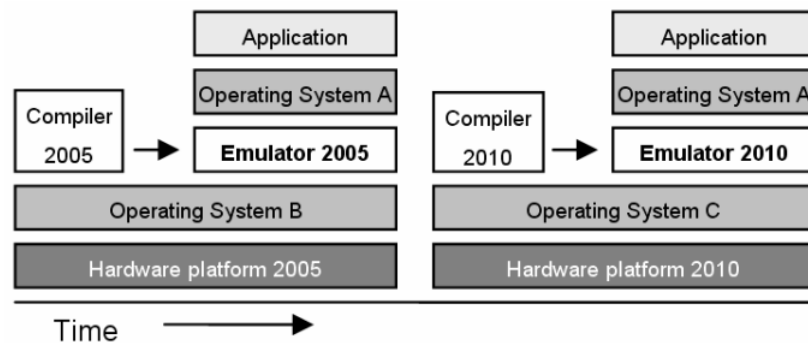 Application
Operating System A
Compiler
2005
Emulator 2005
Operating System B
Hardware platform 2005
Application
Operating System A
Compiler
2010
Emulator 2010
Operating System C
Hardware platform 2010
Time